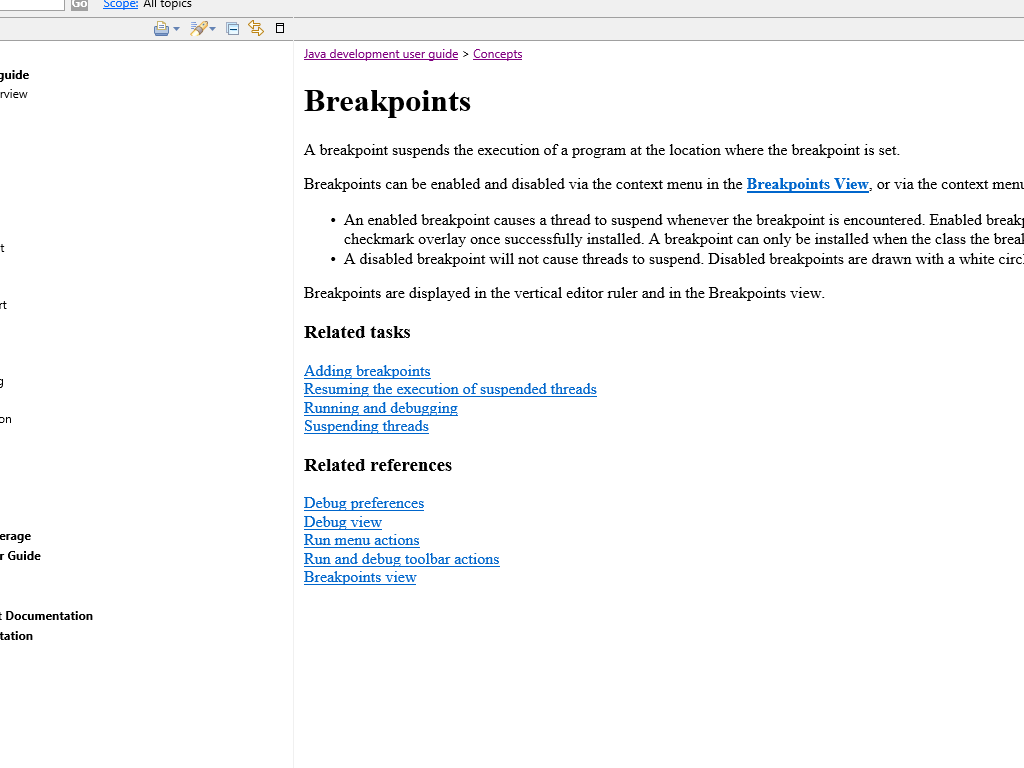 Go Scope: All topics
guide
rview
t
rt
g
on
erage
r Guide
t Documentation
tation
Java development user guide > Concepts
Breakpoints
A breakpoint suspends the execution of a program at the location where the breakpoint is set.
Breakpoints can be enabled and disabled via the context menu in the Breakpoints View, or via the context menu
• An enabled breakpoint causes a thread to suspend whenever the breakpoint is encountered. Enabled breakp
checkmark overlay once successfully installed. A breakpoint can only be installed when the class the break
• A disabled breakpoint will not cause threads to suspend. Disabled breakpoints are drawn with a white circl
Breakpoints are displayed in the vertical editor ruler and in the Breakpoints view.
Related tasks
Adding breakpoints
Resuming the execution of suspended threads
Running and debugging
Suspending threads
Related references
Debug preferences
Debug view
Run menu actions
Run and debug toolbar actions
Breakpoints view